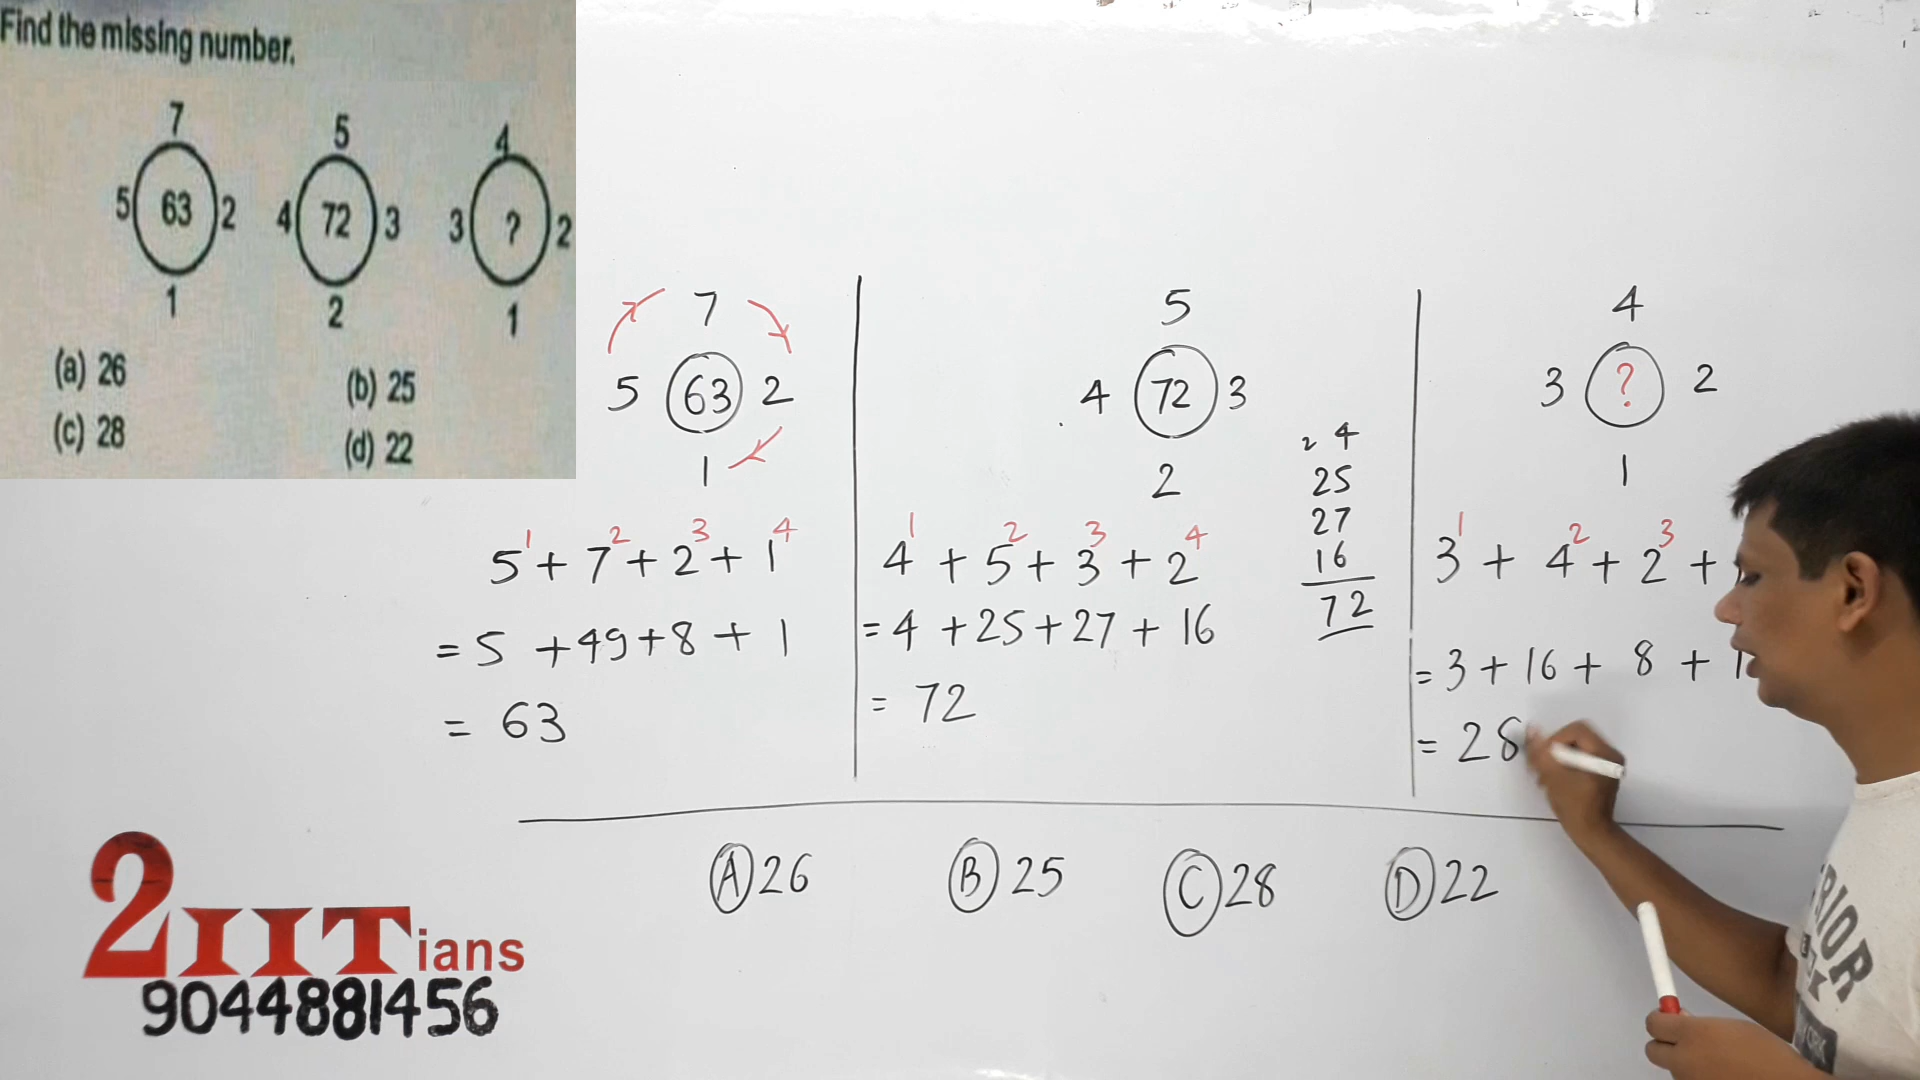 Find the missing number.
7
5 63 2
1
5
4 72 3
2
4
3 ? 2
1
(a) 26
(b) 25
(c) 28
(d) 22
7
5 63 2
1
5¹ + 7² + 2³ + 1⁴
= 5 + 49 + 8 + 1
= 63
5
4 72 3
2
4¹ + 5² + 3³ + 2⁴
= 4 + 25 + 27 + 16
= 72
2 4
25
27
16
72
4
3 ? 2
1
3¹ + 4² + 2³ +
= 3 + 16 + 8 + 1
= 28
A 26
B 25
C 28
D 22
2IITians
9044881456